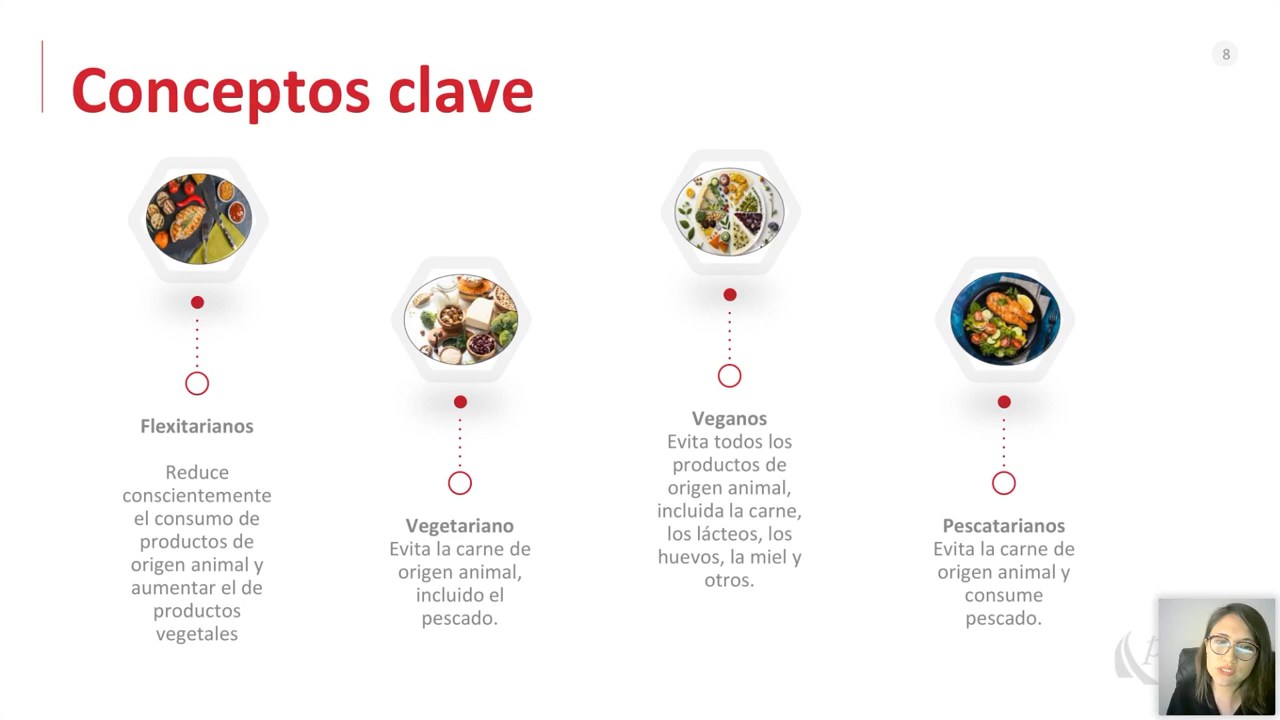 Conceptos clave
8
Flexitarianos
Reduce
conscientemente
el consumo de
productos de
origen animal y
aumentar el de
productos
vegetales
Vegetariano
Evita la carne de
origen animal,
incluido el
pescado.
Veganos
Evita todos los
productos de
origen animal,
incluida la carne,
los lácteos, los
huevos, la miel y
otros.
Pescatarianos
Evita la carne de
origen animal y
consume
pescado.